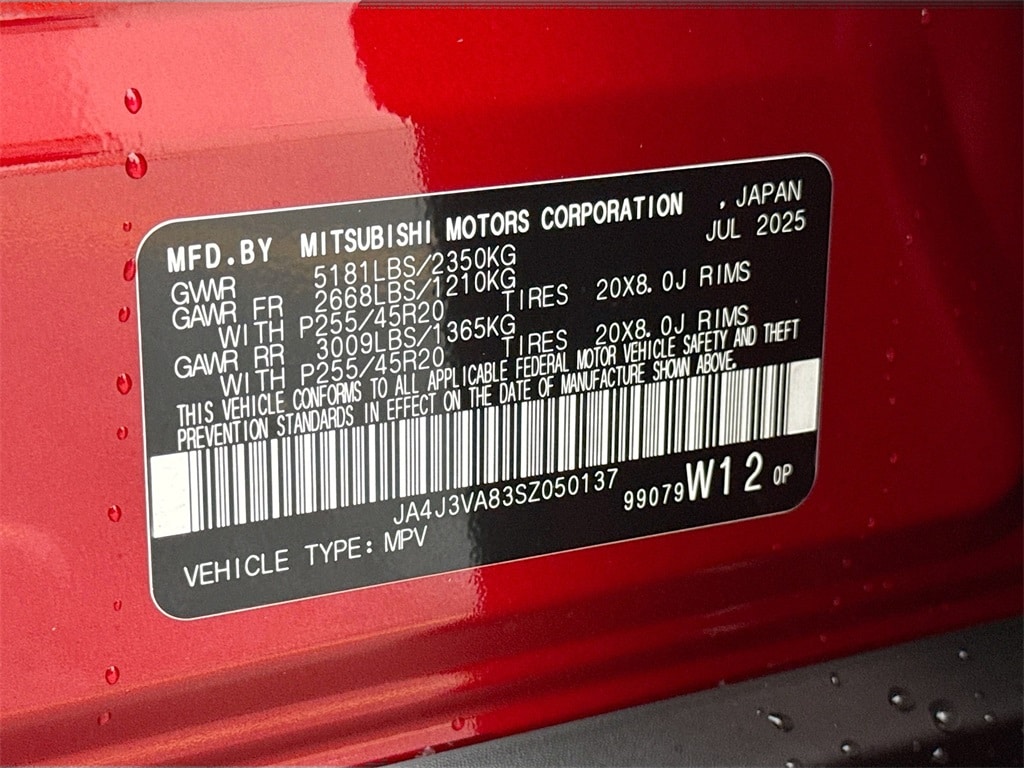 MFD.BY MITSUBISHI MOTORS CORPORATION , JAPAN
JUL 2025
GVWR 5181LBS/2350KG
GAWR FR 2668LBS/1210KG
WITH P255/45R20 TIRES 20X8.0J RIMS
GAWR RR 3009LBS/1365KG
WITH P255/45R20 TIRES 20X8.0J RIMS
THIS VEHICLE CONFORMS TO ALL APPLICABLE FEDERAL MOTOR VEHICLE SAFETY AND THEFT
PREVENTION STANDARDS IN EFFECT ON THE DATE OF MANUFACTURE SHOWN ABOVE.
JA4J3VA83SZ050137 99079 W12 0P
VEHICLE TYPE: MPV